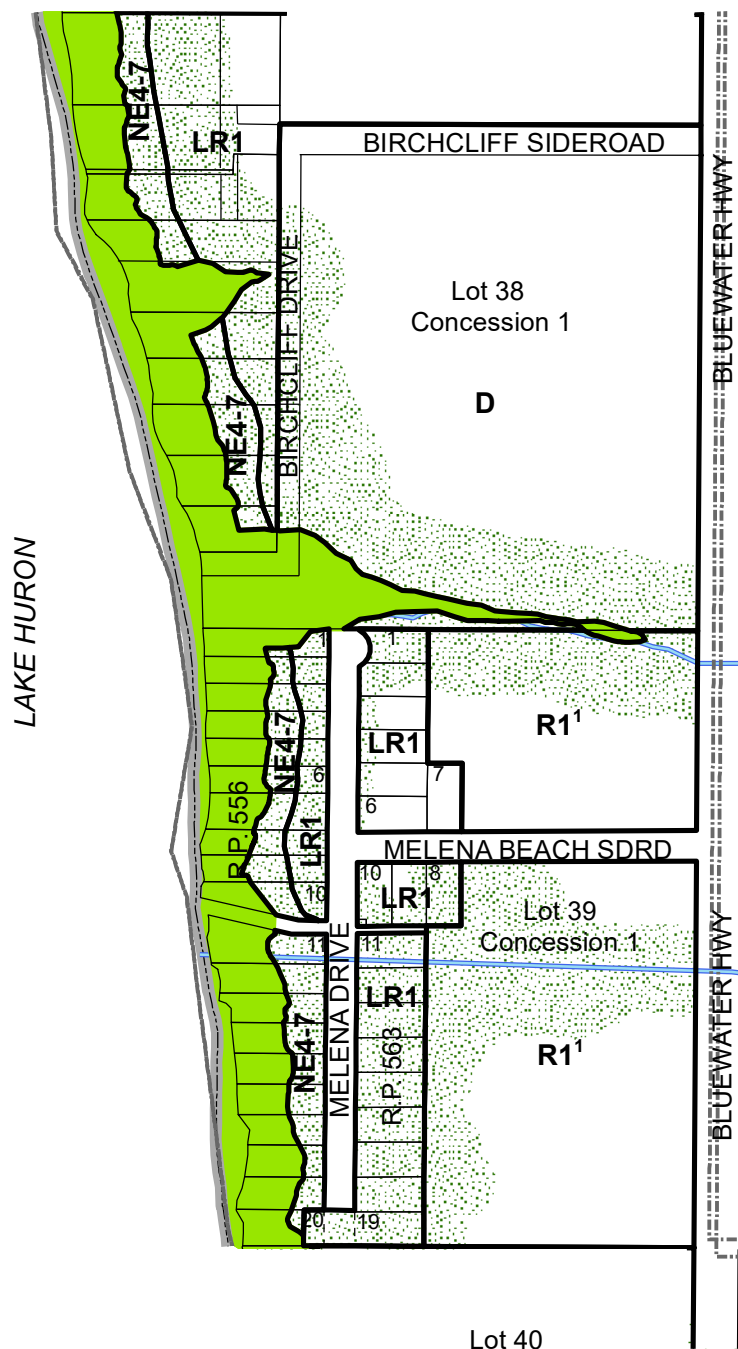 NE4-7
LR1
BIRCHCLIFF SIDEROAD
BLUEWATER HWY
BIRCHCLIFF DRIVE
Lot 38
Concession 1
D
NE4-7
LAKE HURON
1
1
NE4-7
LR1
R1¹
6
7
6
R.P. 556
LR1
MELENA BEACH SDRD
10
10
LR1
8
Lot 39
Concession 1
11
11
MELENA DRIVE
BLUEWATER HWY
LR1
NE4-7
R1¹
R.P. 563
20
19
Lot 40